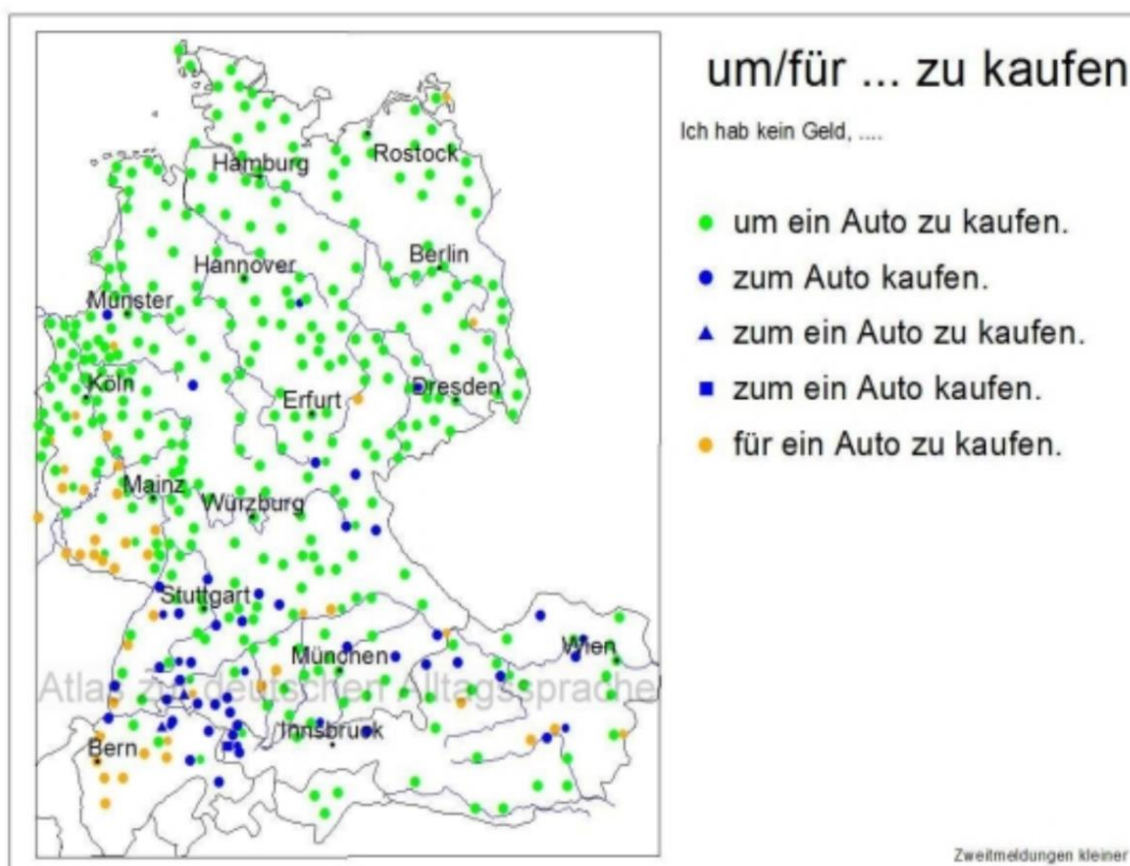 um/für ... zu kaufen
Ich hab kein Geld, ....
um ein Auto zu kaufen.
zum Auto kaufen.
zum ein Auto zu kaufen.
zum ein Auto kaufen.
für ein Auto zu kaufen.
Rostock
Hamburg
Berlin
Hannover
Münster
Köln
Erfurt
Dresden
Mainz
Würzburg
Stuttgart
Wien
München
Atlas zur deutschen Alltagssprache
Innsbruck
Bern
Zweitmeldungen kleiner